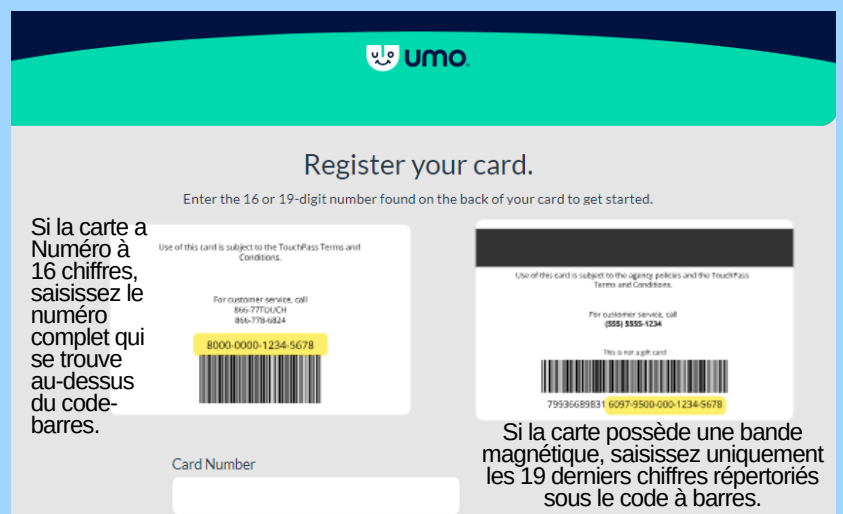 umo
Register your card.
Enter the 16 or 19-digit number found on the back of your card to get started.
Si la carte a
Numéro à
16 chiffres,
saisissez le
numéro
complet qui
se trouve
au-dessus
du code-
barres.
Use of this card is subject to the TouchPass Terms and
Conditions.
For customer service, call
866-77TOUCH
866-778-6824
8000-0000-1234-5678
Use of this card is subject to the agency policies and the TouchPass
Terms and Conditions.
For customer service, call
(555) 5555-1234
This is not a gift card
79936689831 6097-9500-000-1234-5678
Si la carte possède une bande
magnétique, saisissez uniquement
les 19 derniers chiffres répertoriés
sous le code à barres.
Card Number